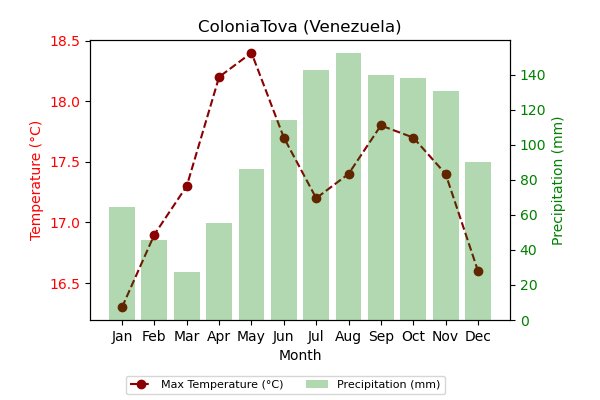 ColoniaTova (Venezuela)
18.5
18.0
17.5
17.0
16.5
Temperature (°C)
140
120
100
80
60
40
20
0
Precipitation (mm)
Jan Feb Mar Apr May Jun Jul Aug Sep Oct Nov Dec
Month
Max Temperature (°C) Precipitation (mm)